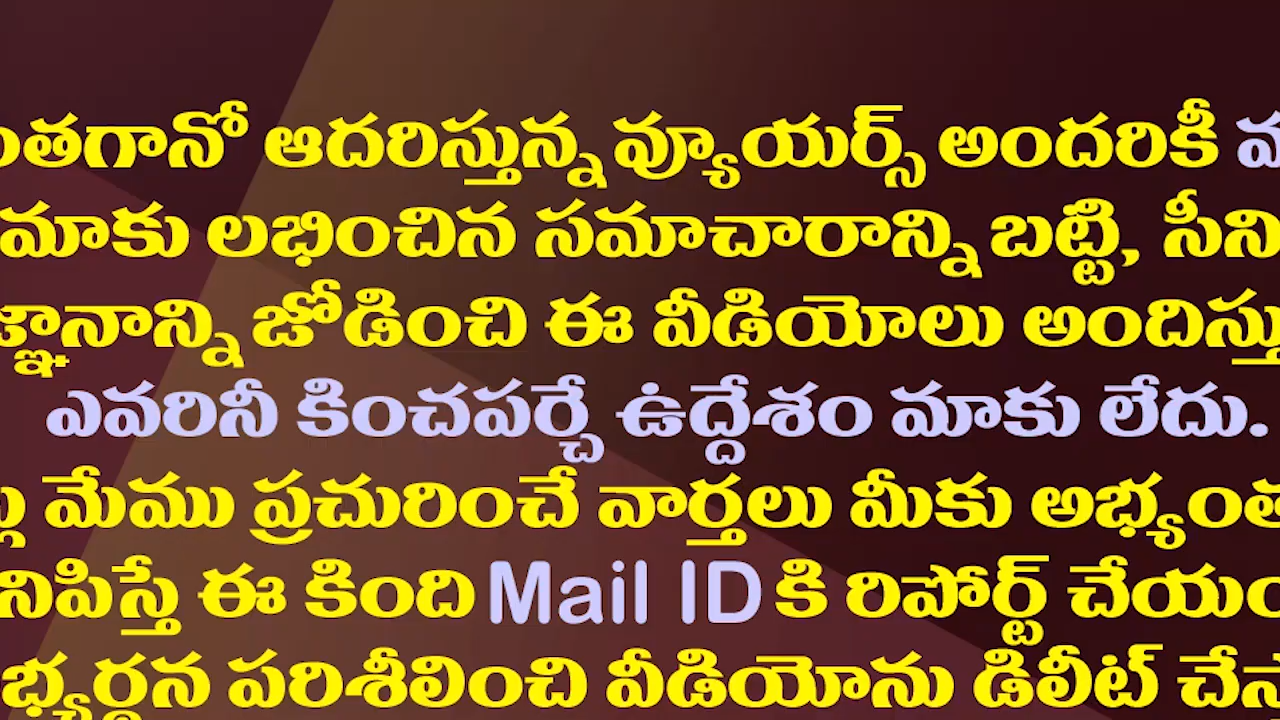 ంతగానో ఆదరిస్తున్న వ్యూయర్స్ అందరికీ
మాకు లభించిన సమాచారాన్ని బట్టి, సీని
జ్ఞానాన్ని జోడించి ఈ వీడియోలు అందిస్తు
ఎవరినీ కించపర్చే ఉద్దేశం మాకు లేదు.
మేము ప్రచురించే వార్తలు మీకు అభ్యంత
నిపిస్తే ఈ కింది Mail ID కి రిపోర్ట్ చేయం
భ్యర్థన పరిశీలించి వీడియోను డిలీట్ చేస